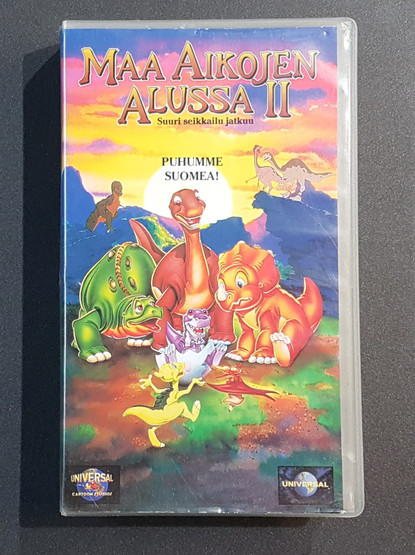 MAA AIKOJEN
ALUSSA II
Suuri seikkailu jatkuu
PUHUMME
SUOMEA!
UNIVERSAL
CARTOON STUDIOS
UNIVERSAL